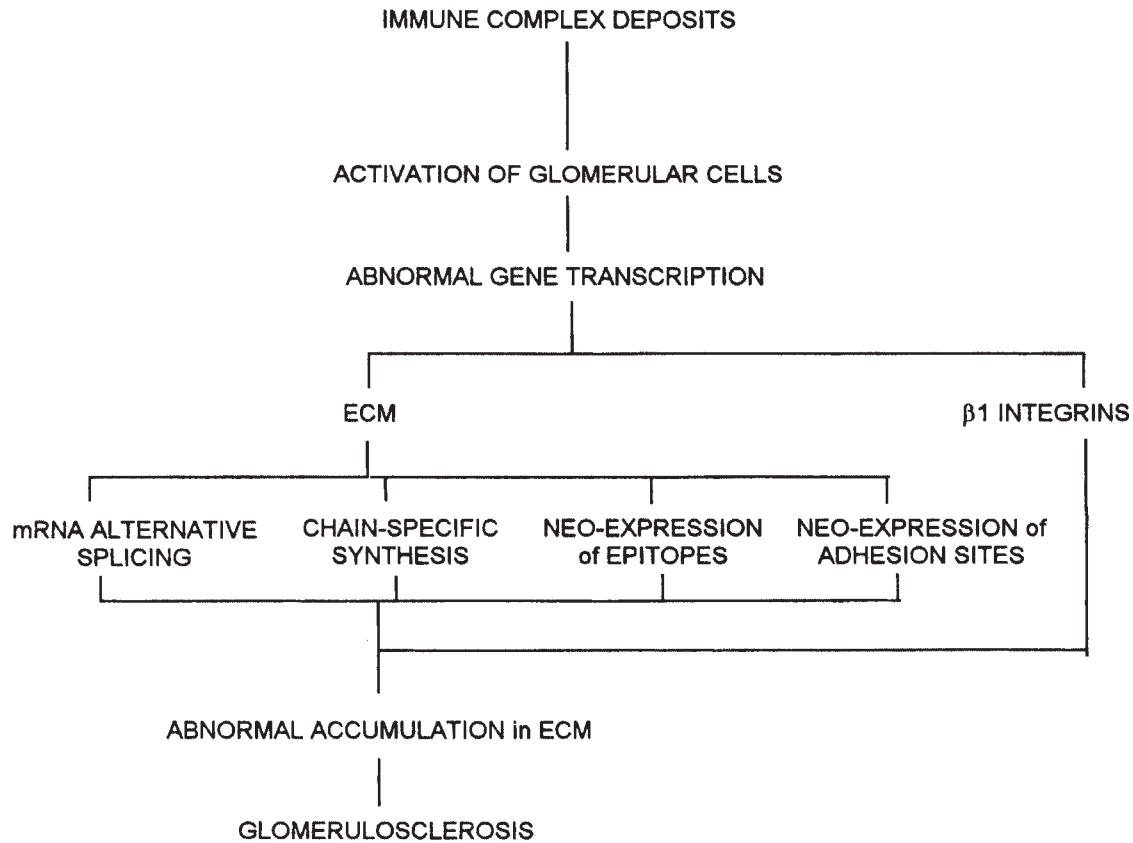 IMMUNE COMPLEX DEPOSITS
ACTIVATION OF GLOMERULAR CELLS
ABNORMAL GENE TRANSCRIPTION
ECM
β1 INTEGRINS
mRNA ALTERNATIVE
SPLICING
CHAIN-SPECIFIC
SYNTHESIS
NEO-EXPRESSION
of EPITOPES
NEO-EXPRESSION of
ADHESION SITES
ABNORMAL ACCUMULATION in ECM
GLOMERULOSCLEROSIS